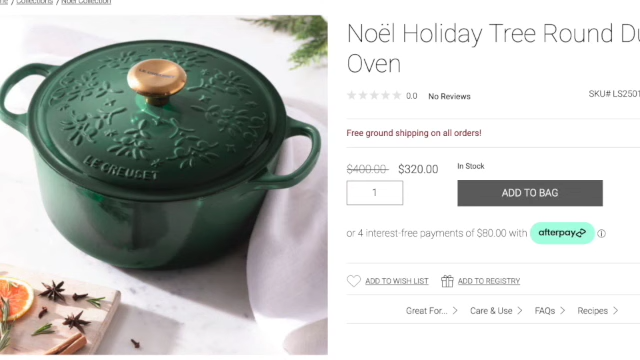 / Collections / Noël Collection
Noël Holiday Tree Round
Oven
0.0 No Reviews
SKU# LS2501
Free ground shipping on all orders!
$400.00 $320.00 In Stock
1 ADD TO BAG
or 4 interest-free payments of $80.00 with afterpay
ADD TO WISH LIST ADD TO REGISTRY
Great For... Care & Use FAQs Recipes
LE CREUSET